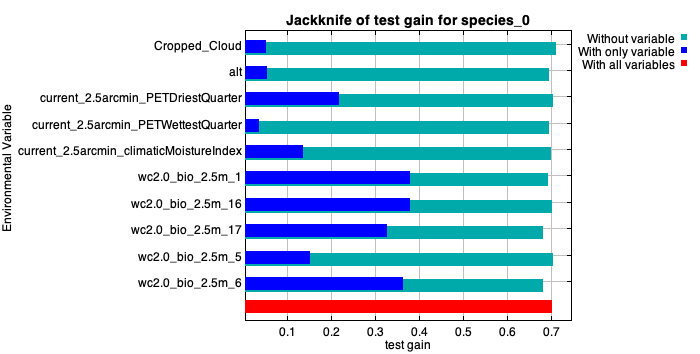 Jackknife of test gain for species_0
Environmental Variable
Cropped_Cloud
alt
current_2.5arcmin_PETDriestQuarter
current_2.5arcmin_PETWettestQuarter
current_2.5arcmin_climaticMoistureIndex
wc2.0_bio_2.5m_1
wc2.0_bio_2.5m_16
wc2.0_bio_2.5m_17
wc2.0_bio_2.5m_5
wc2.0_bio_2.5m_6
0.1 0.2 0.3 0.4 0.5 0.6 0.7
test gain
Without variable
With only variable
With all variables